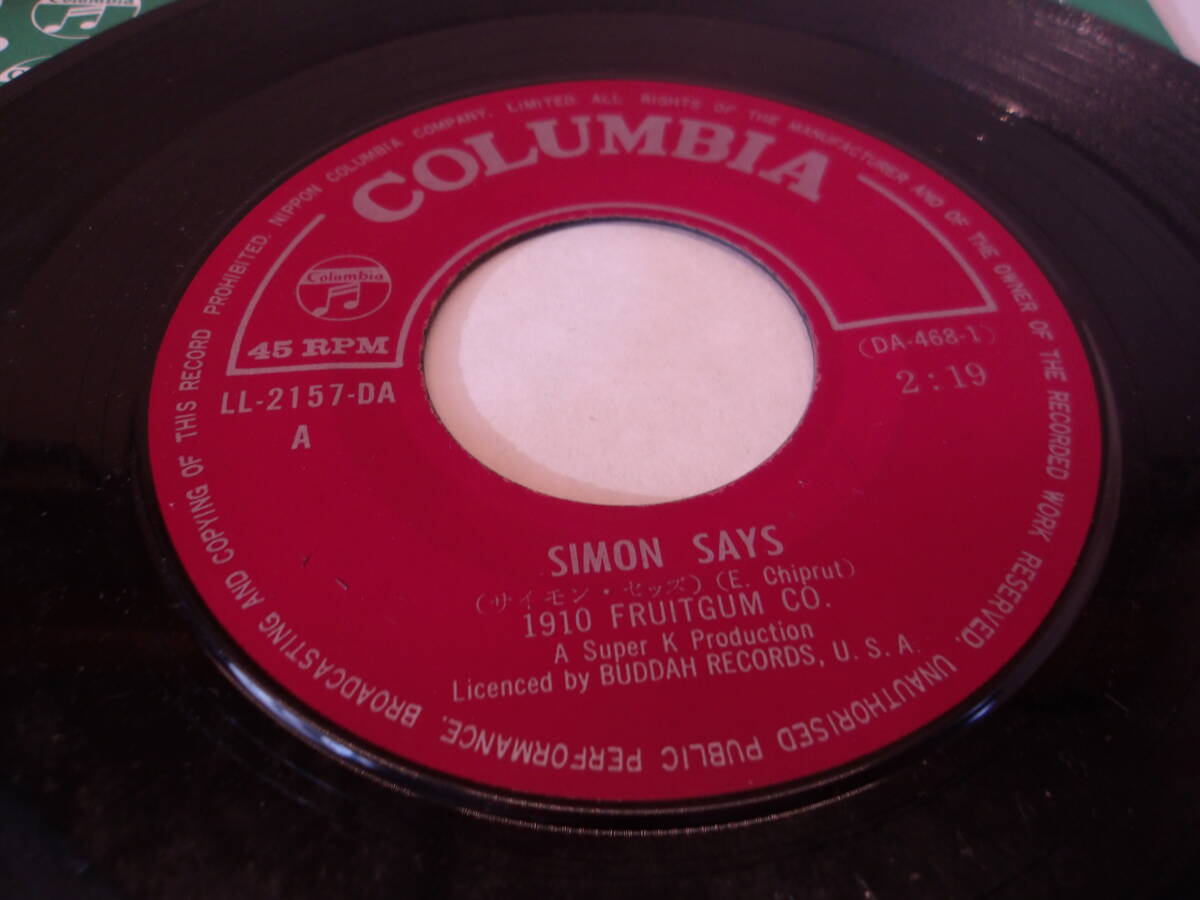 NIPPON COLUMBIA COMPANY, LIMITED. ALL RIGHTS OF THE MANUFACTURER AND OF THE OWNER OF THE RECORDED WORK RESERVED. UNAUTHORISED PUBLIC PERFORMANCE, BROADCASTING AND COPYING OF THIS RECORD PROHIBITED.
COLUMBIA
Columbia
45 RPM
(DA-468-1)
LL-2157-DA
2:19
A
SIMON SAYS
(サイモン・セッズ) (E. Chiprut)
1910 FRUITGUM CO.
A Super K Production
Licenced by BUDDAH RECORDS, U.S.A.
Columbia